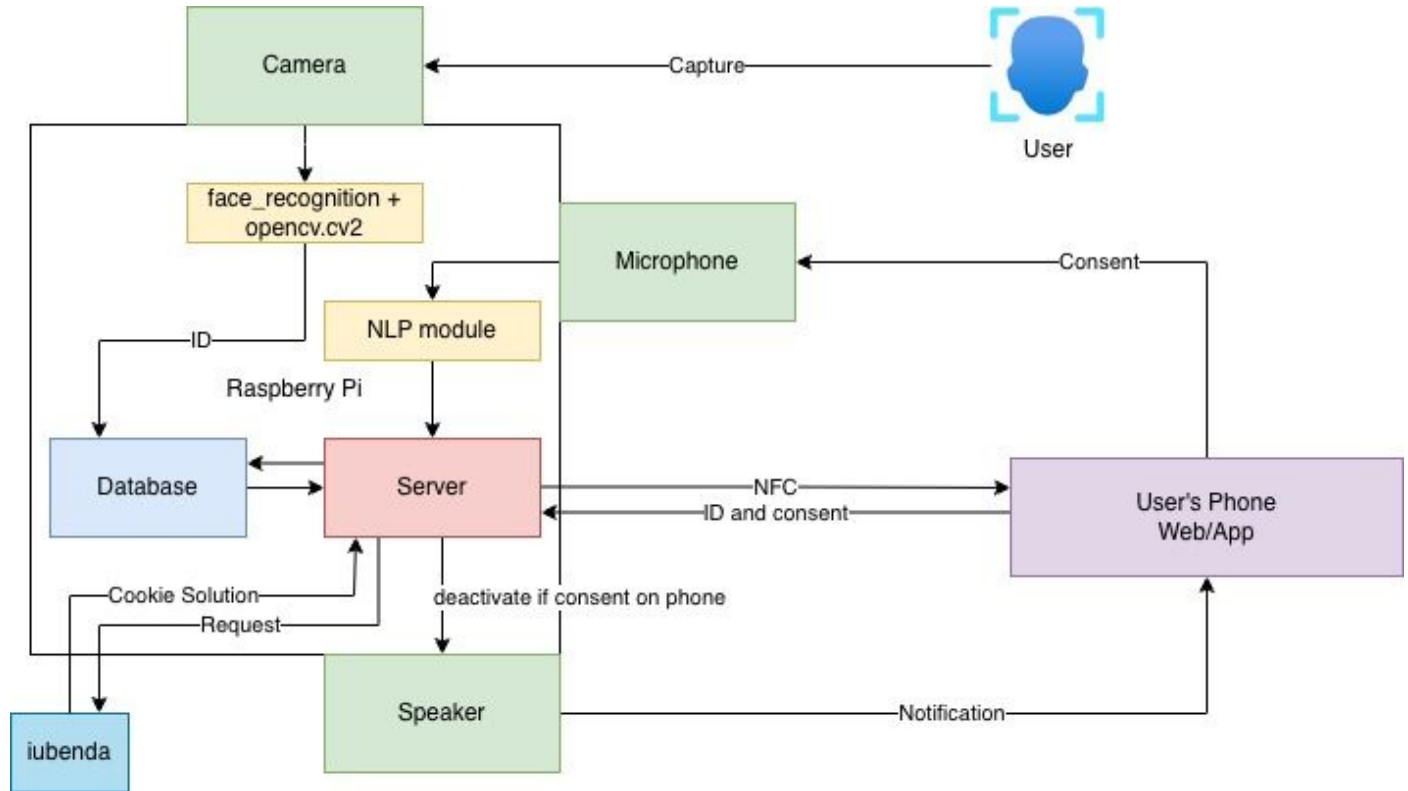 Camera
Capture
User
face_recognition +
opencv.cv2
Microphone
Consent
NLP module
ID
Raspberry Pi
Database
Server
NFC
ID and consent
User's Phone
Web/App
Cookie Solution
deactivate if consent on phone
Request
Speaker
Notification
iubenda